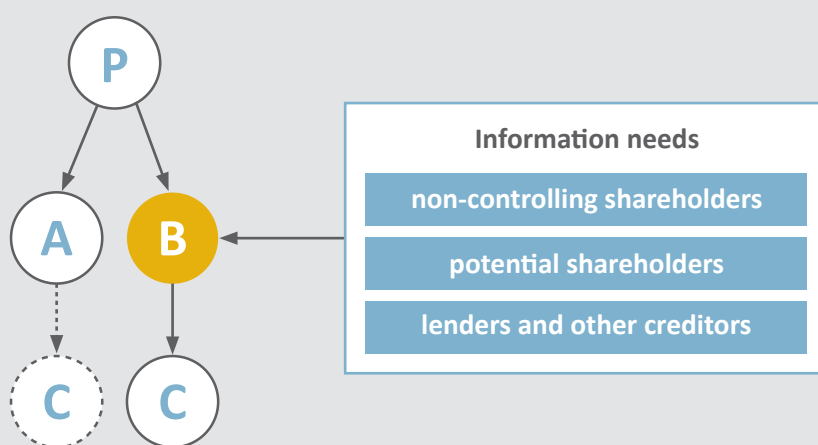 P
Information needs
non-controlling shareholders
A
B
potential shareholders
lenders and other creditors
C
C